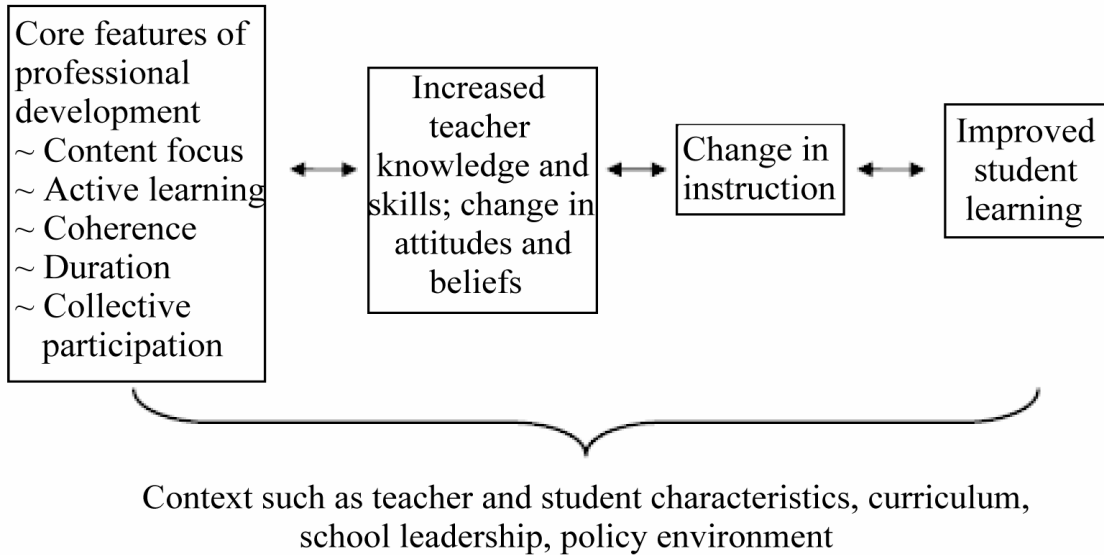 Core features of
professional
development
~ Content focus
~ Active learning
~ Coherence
~ Duration
~ Collective
participation
Increased
teacher
knowledge and
skills; change in
attitudes and
beliefs
Change in
instruction
Improved
student
learning
Context such as teacher and student characteristics, curriculum,
school leadership, policy environment